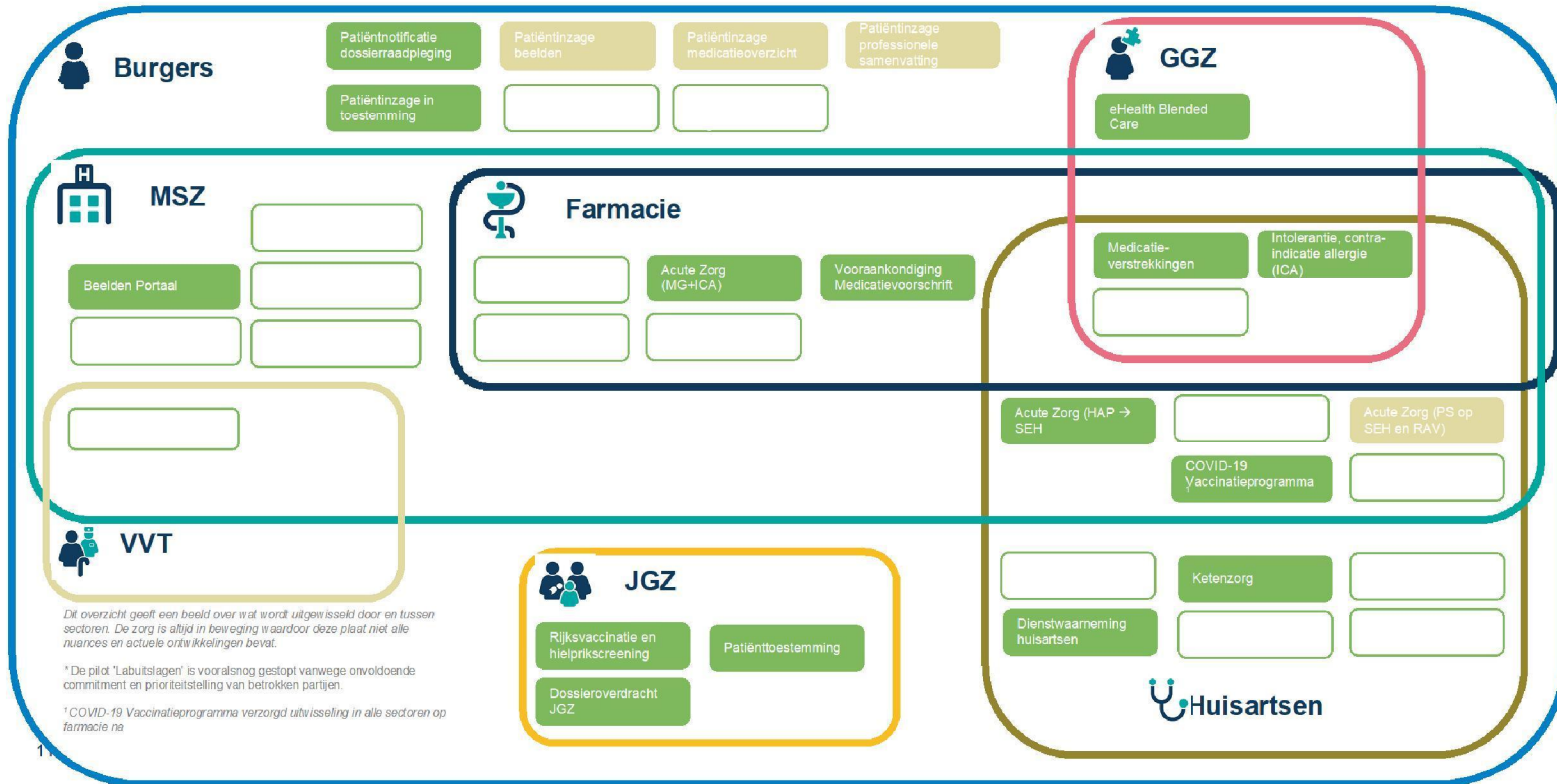 Burgers
Patiëntnotificatie
dossierraadpleging
Patiëntinzage
beelden
Patiëntinzage
medicatieoverzicht
Patiëntinzage
professionele
samenvatting
Patiëntinzage in
toestemming
GGZ
eHealth Blended
Care
MSZ
Beelden Portaal
Farmacie
Acute Zorg
(MG+ICA)
Vooraankondiging
Medicatievoorschrift
Medicatie-
verstrekkingen
Intolerantie, contra-
indicatie allergie
(ICA)
Acute Zorg (HAP →
SEH
Acute Zorg (PS op
SEH en RAV)
COVID-19
Vaccinatieprogramma
1
VVT
JGZ
Rijksvaccinatie en
hielprikscreening
Patiënttoestemming
Dossieroverdracht
JGZ
Ketenzorg
Dienstwaarneming
huisartsen
Huisartsen
Dit overzicht geeft een beeld over wat wordt uitgewisseld door en tussen
sectoren. De zorg is altijd in beweging waardoor deze plaat niet alle
nuances en actuele ontwikkelingen bevat.
* De pilot 'Labuitslagen' is vooralsnog gestopt vanwege onvoldoende
commitment en prioriteitstelling van betrokken partijen.
¹ COVID-19 Vaccinatieprogramma verzorgd uitwisseling in alle sectoren op
farmacie na